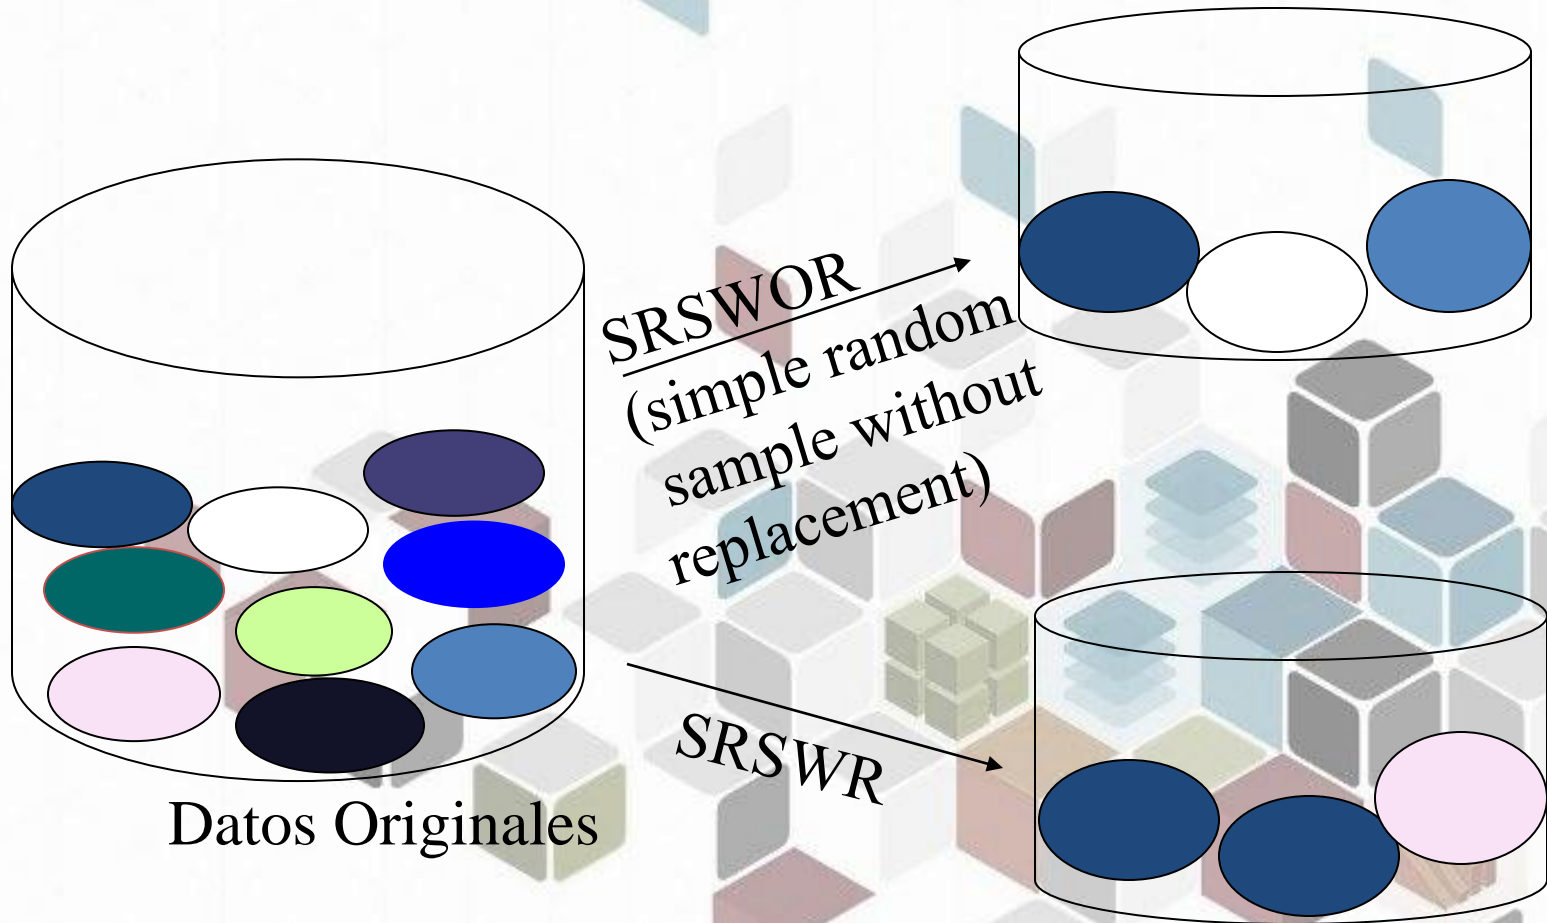 SRSWOR
(simple random
sample without
replacement)
SRSWR
Datos Originales